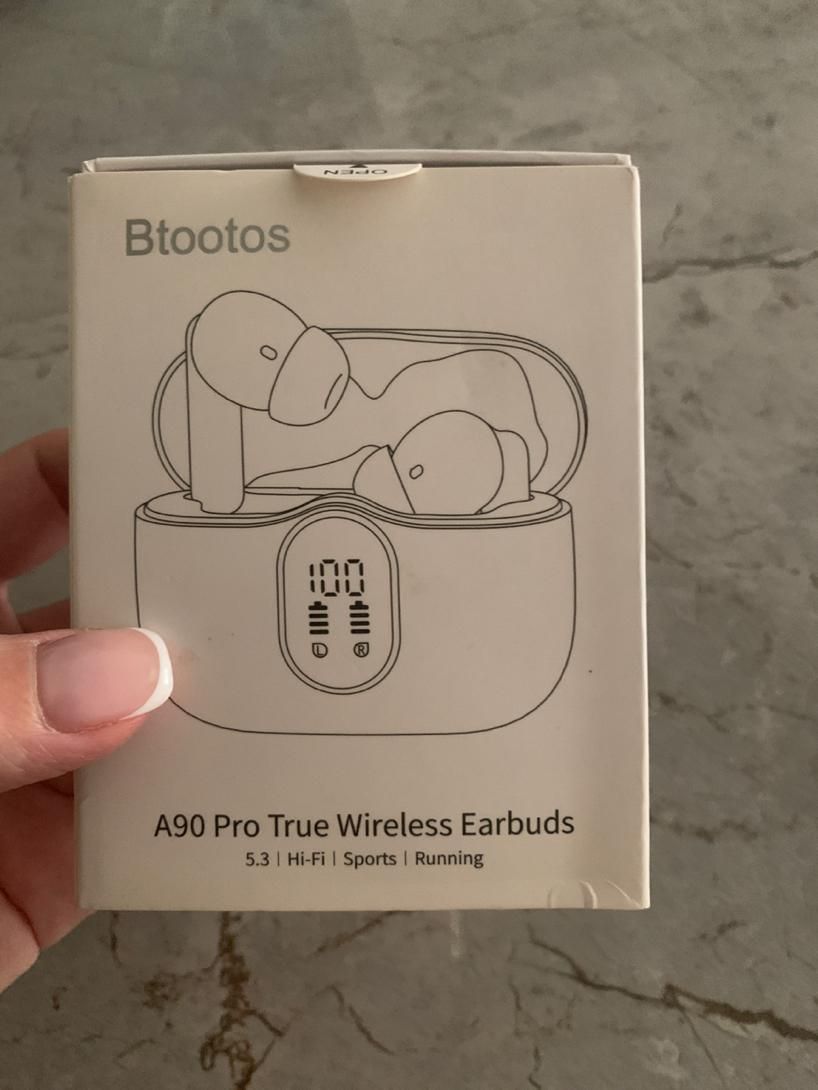 OPEN
Btootos
100
L R
A90 Pro True Wireless Earbuds
5.3 | Hi-Fi | Sports | Running